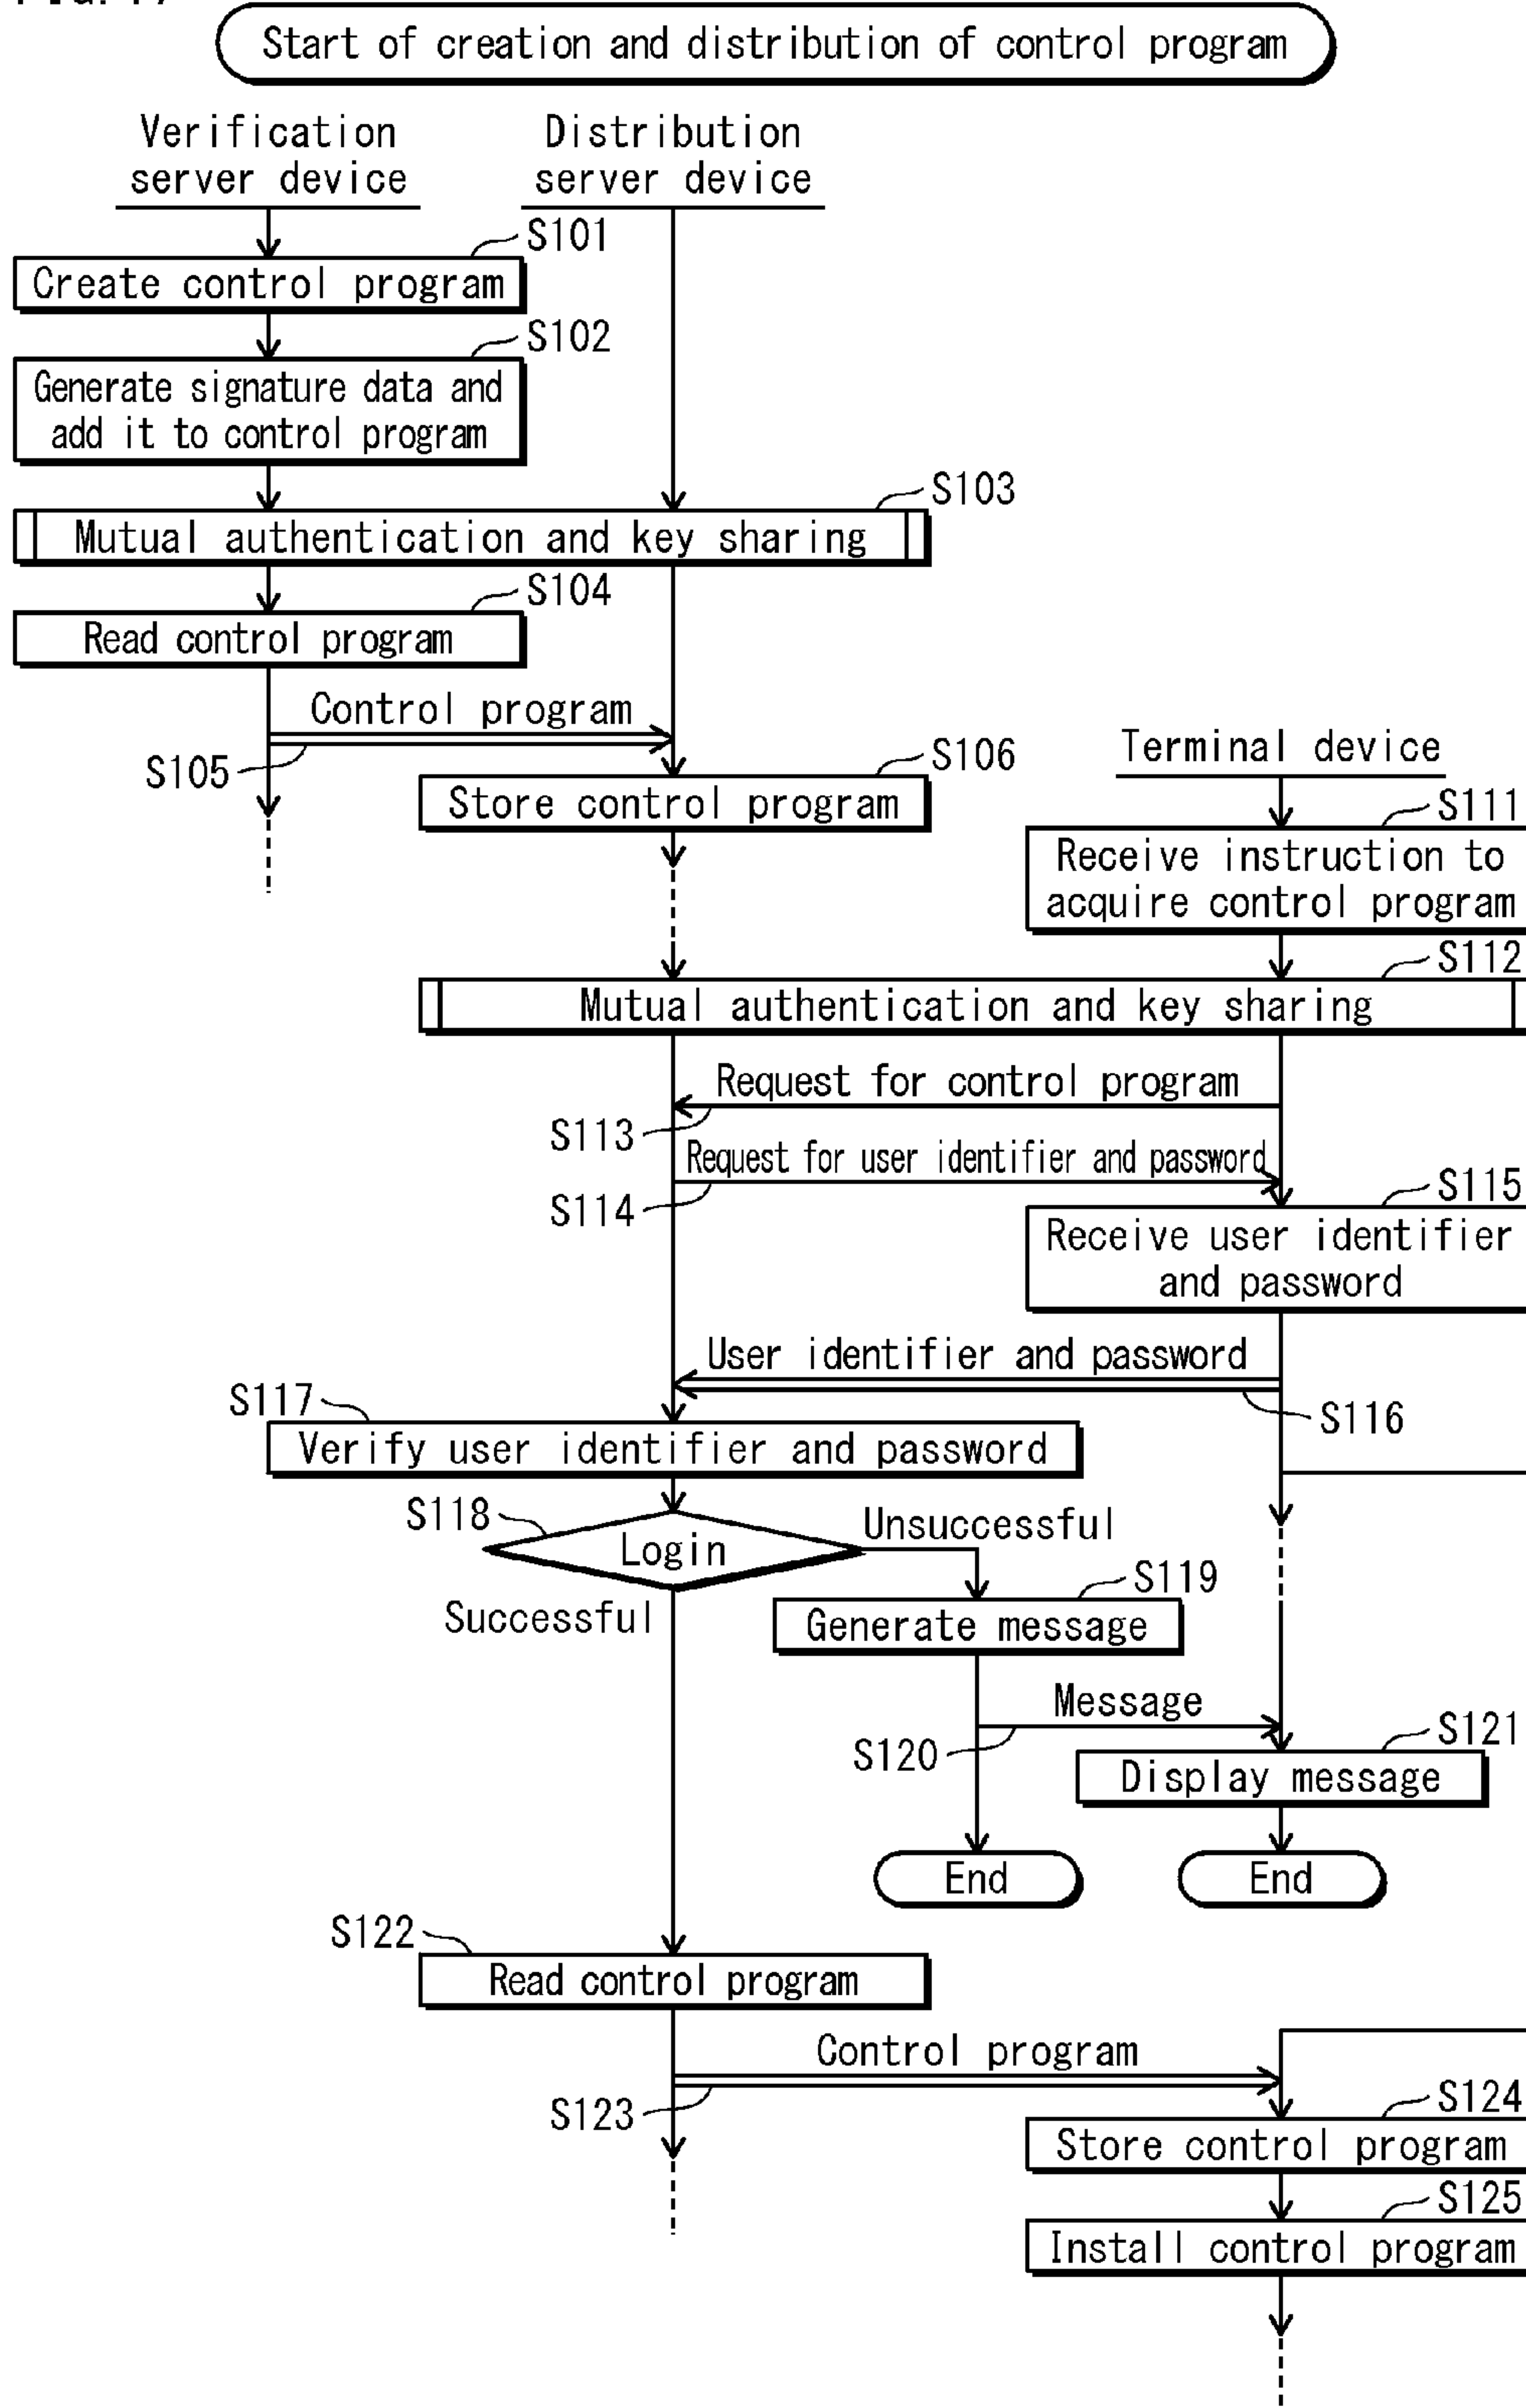 Start of creation and distribution of control program
Verification
server device
Distribution
server device
S101
Create control program
S102
Generate signature data and
add it to control program
S103
Mutual authentication and key sharing
S104
Read control program
Control program
S105
S106
Store control program
Terminal device
S111
Receive instruction to
acquire control program
S112
Mutual authentication and key sharing
Request for control program
S113
Request for user identifier and password
S114
S115
Receive user identifier
and password
User identifier and password
S116
S117
Verify user identifier and password
S118
Login
Unsuccessful
Successful
S119
Generate message
Message
S120
S121
Display message
End
End
S122
Read control program
Control program
S123
S124
Store control program
S125
Install control program